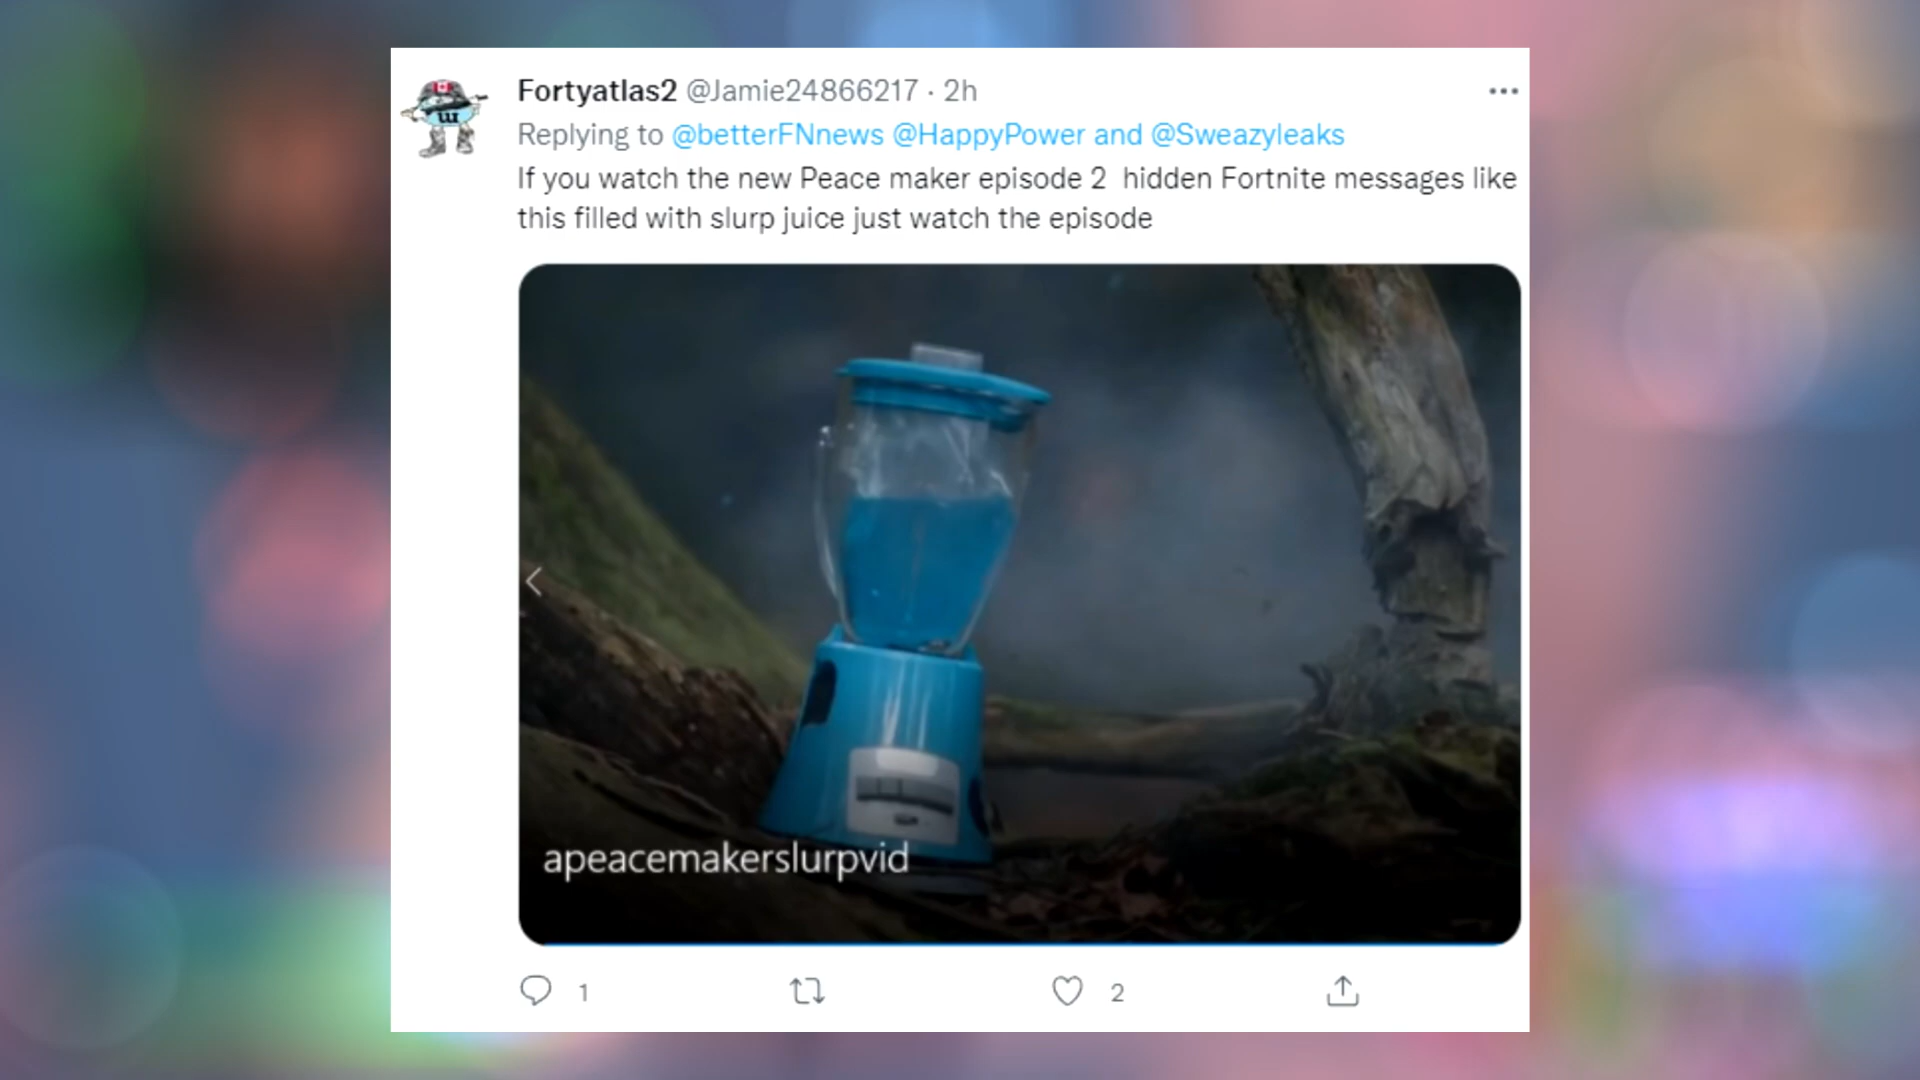 Fortyatlas2 @Jamie24866217 · 2h
Replying to @betterFNnews @HappyPower and @Sweazyleaks
If you watch the new Peace maker episode 2  hidden Fortnite messages like
this filled with slurp juice just watch the episode
apeacemakerslurpvid
1 2